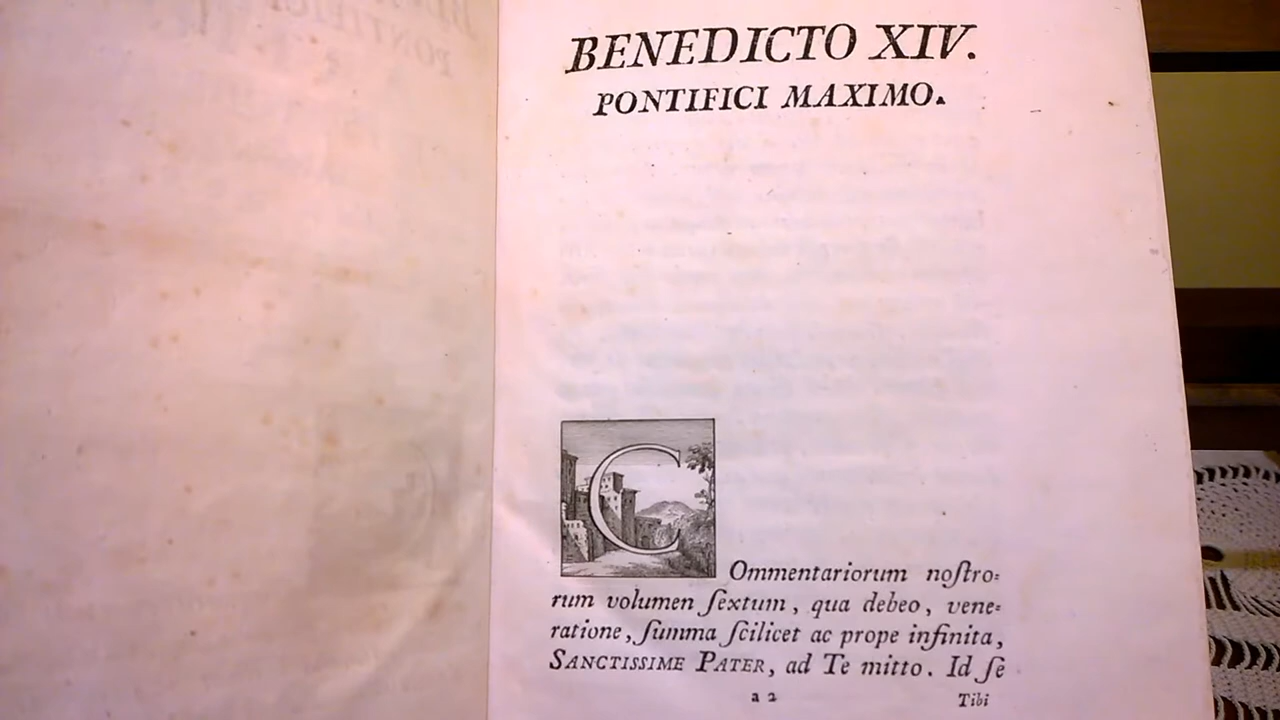 BENEDICTO XIV.
PONTIFICI MAXIMO.
COmmentariorum noſtro=
rum volumen ſextum, qua debeo, vene=
ratione, ſumma ſcilicet ac prope infinita,
SANCTISSIME PATER, ad Te mitto. Id ſe
a 2 Tibi